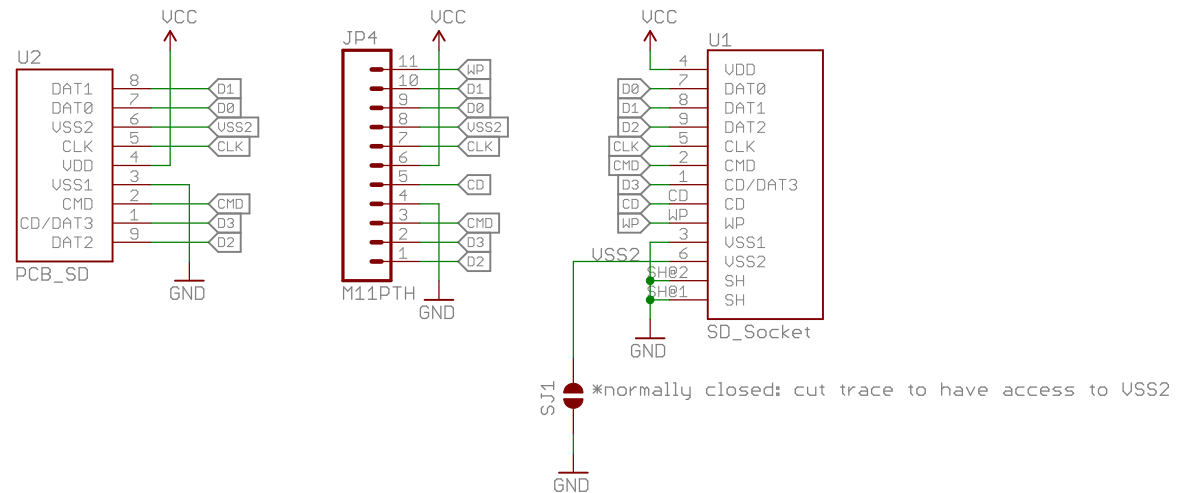 VCC
U2
DAT1 8 D1
DAT0 7 D0
VSS2 6 VSS2
CLK 5 CLK
VDD 4
VSS1 3
CMD 2 CMD
CD/DAT3 1 D3
DAT2 9 D2
PCB_SD
GND
VCC
JP4
11 WP
10 D1
9 D0
8 VSS2
7 CLK
6
5 CD
4
3 CMD
2 D3
1 D2
M11PTH
GND
VCC
U1
4 VDD
D0 7 DAT0
D1 8 DAT1
D2 9 DAT2
CLK 5 CLK
CMD 2 CMD
D3 1 CD/DAT3
CD CD CD
WP WP WP
3 VSS1
VSS2 6 VSS2
SH@2 SH
SH@1 SH
SD_Socket
GND
SJ1
*normally closed: cut trace to have access to VSS2
GND